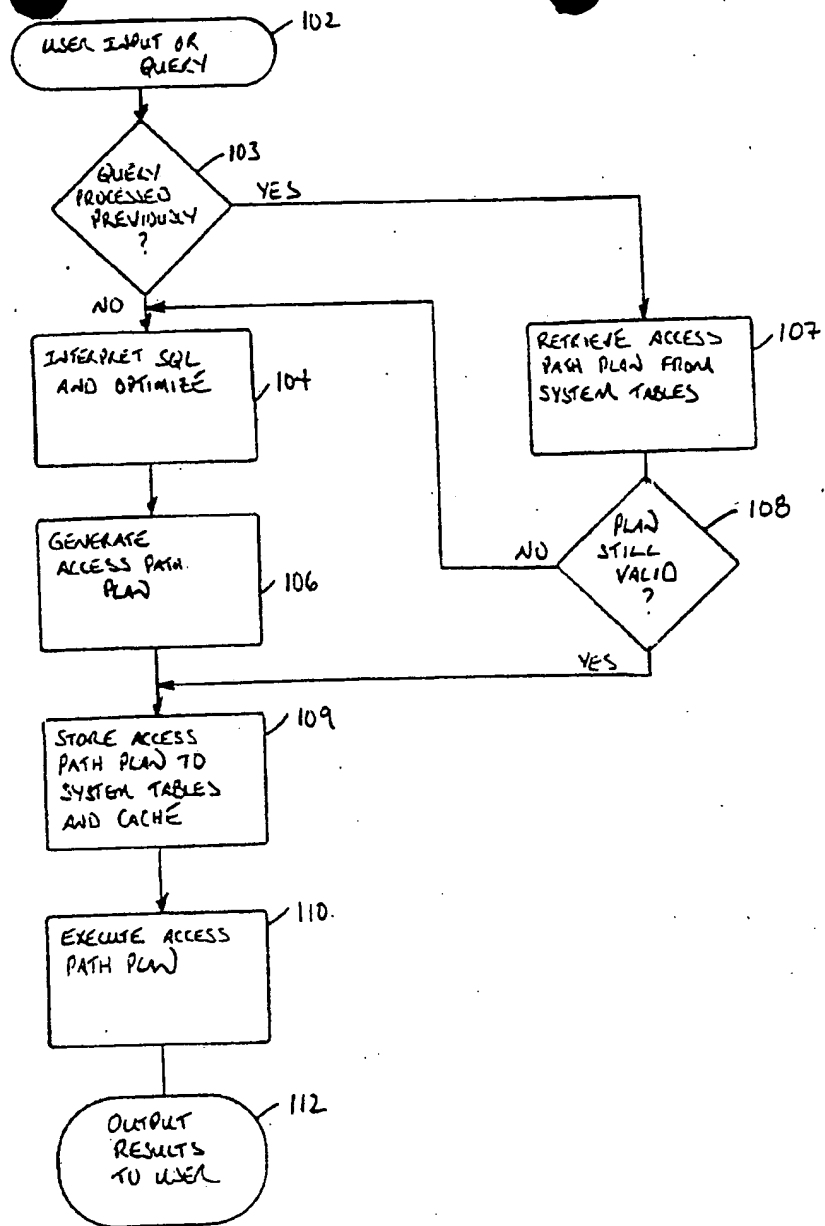 102
USER INPUT OR
QUERY
103
QUERY
PROCESSED
PREVIOUSLY
?
YES
NO
INTERPRET SQL
AND OPTIMIZE
104
RETRIEVE ACCESS
PATH PLAN FROM
SYSTEM TABLES
107
GENERATE
ACCESS PATH
PLAN
106
PLAN
STILL
VALID
?
108
NO
YES
STORE ACCESS
PATH PLAN TO
SYSTEM TABLES
AND CACHE
109
EXECUTE ACCESS
PATH PLAN
110
OUTPUT
RESULTS
TO USER
112